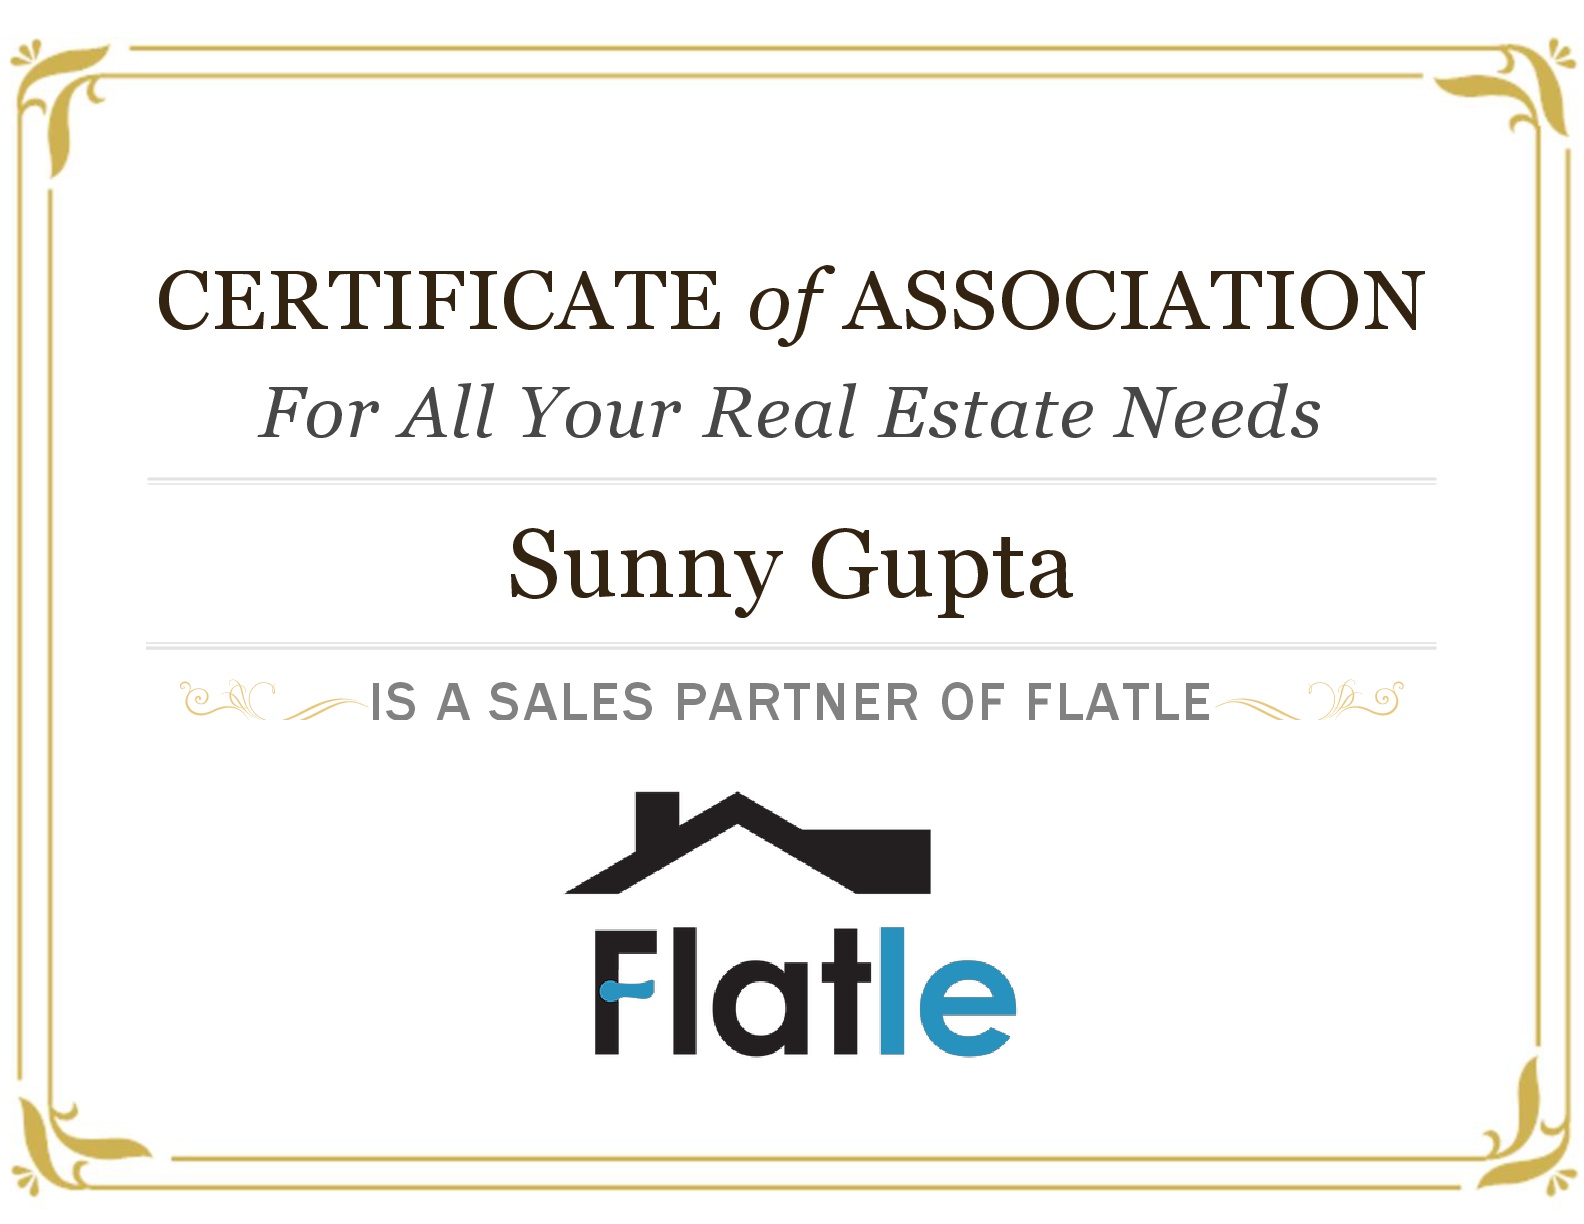 CERTIFICATE of ASSOCIATION
For All Your Real Estate Needs
Sunny Gupta
IS A SALES PARTNER OF FLATLE
Flatle